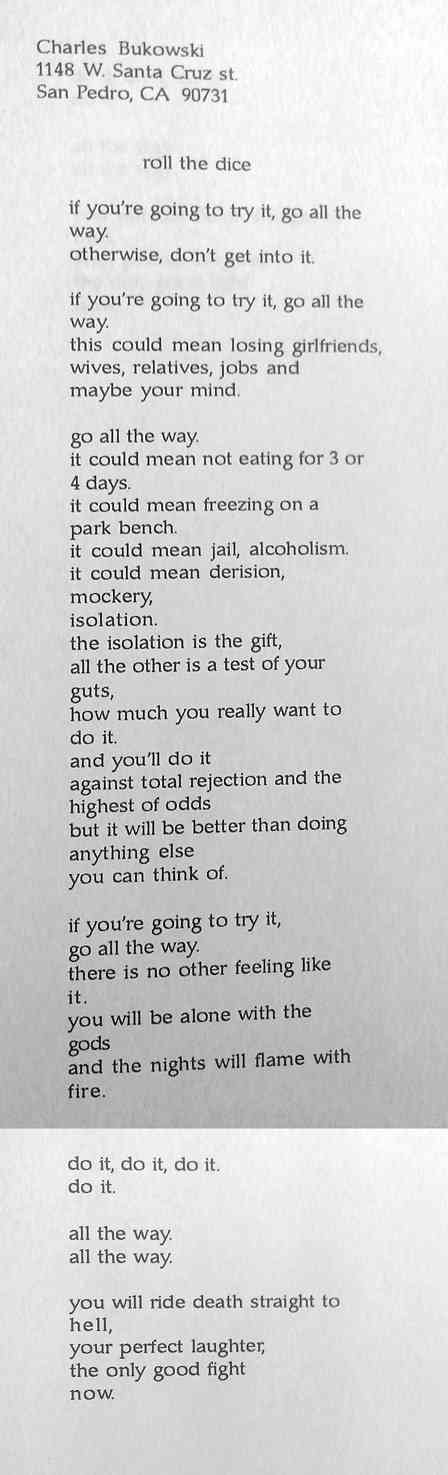 Charles Bukowski
1148 W. Santa Cruz st.
San Pedro, CA 90731
roll the dice
if you're going to try it, go all the
way.
otherwise, don't get into it.
if you're going to try it, go all the
way.
this could mean losing girlfriends,
wives, relatives, jobs and
maybe your mind.
go all the way.
it could mean not eating for 3 or
4 days.
it could mean freezing on a
park bench.
it could mean jail, alcoholism.
it could mean derision,
mockery,
isolation.
the isolation is the gift,
all the other is a test of your
guts,
how much you really want to
do it.
and you'll do it
against total rejection and the
highest of odds
but it will be better than doing
anything else
you can think of.
if you're going to try it,
go all the way.
there is no other feeling like
it.
you will be alone with the
gods
and the nights will flame with
fire.
do it, do it, do it.
do it.
all the way.
all the way.
you will ride death straight to
hell,
your perfect laughter,
the only good fight
now.